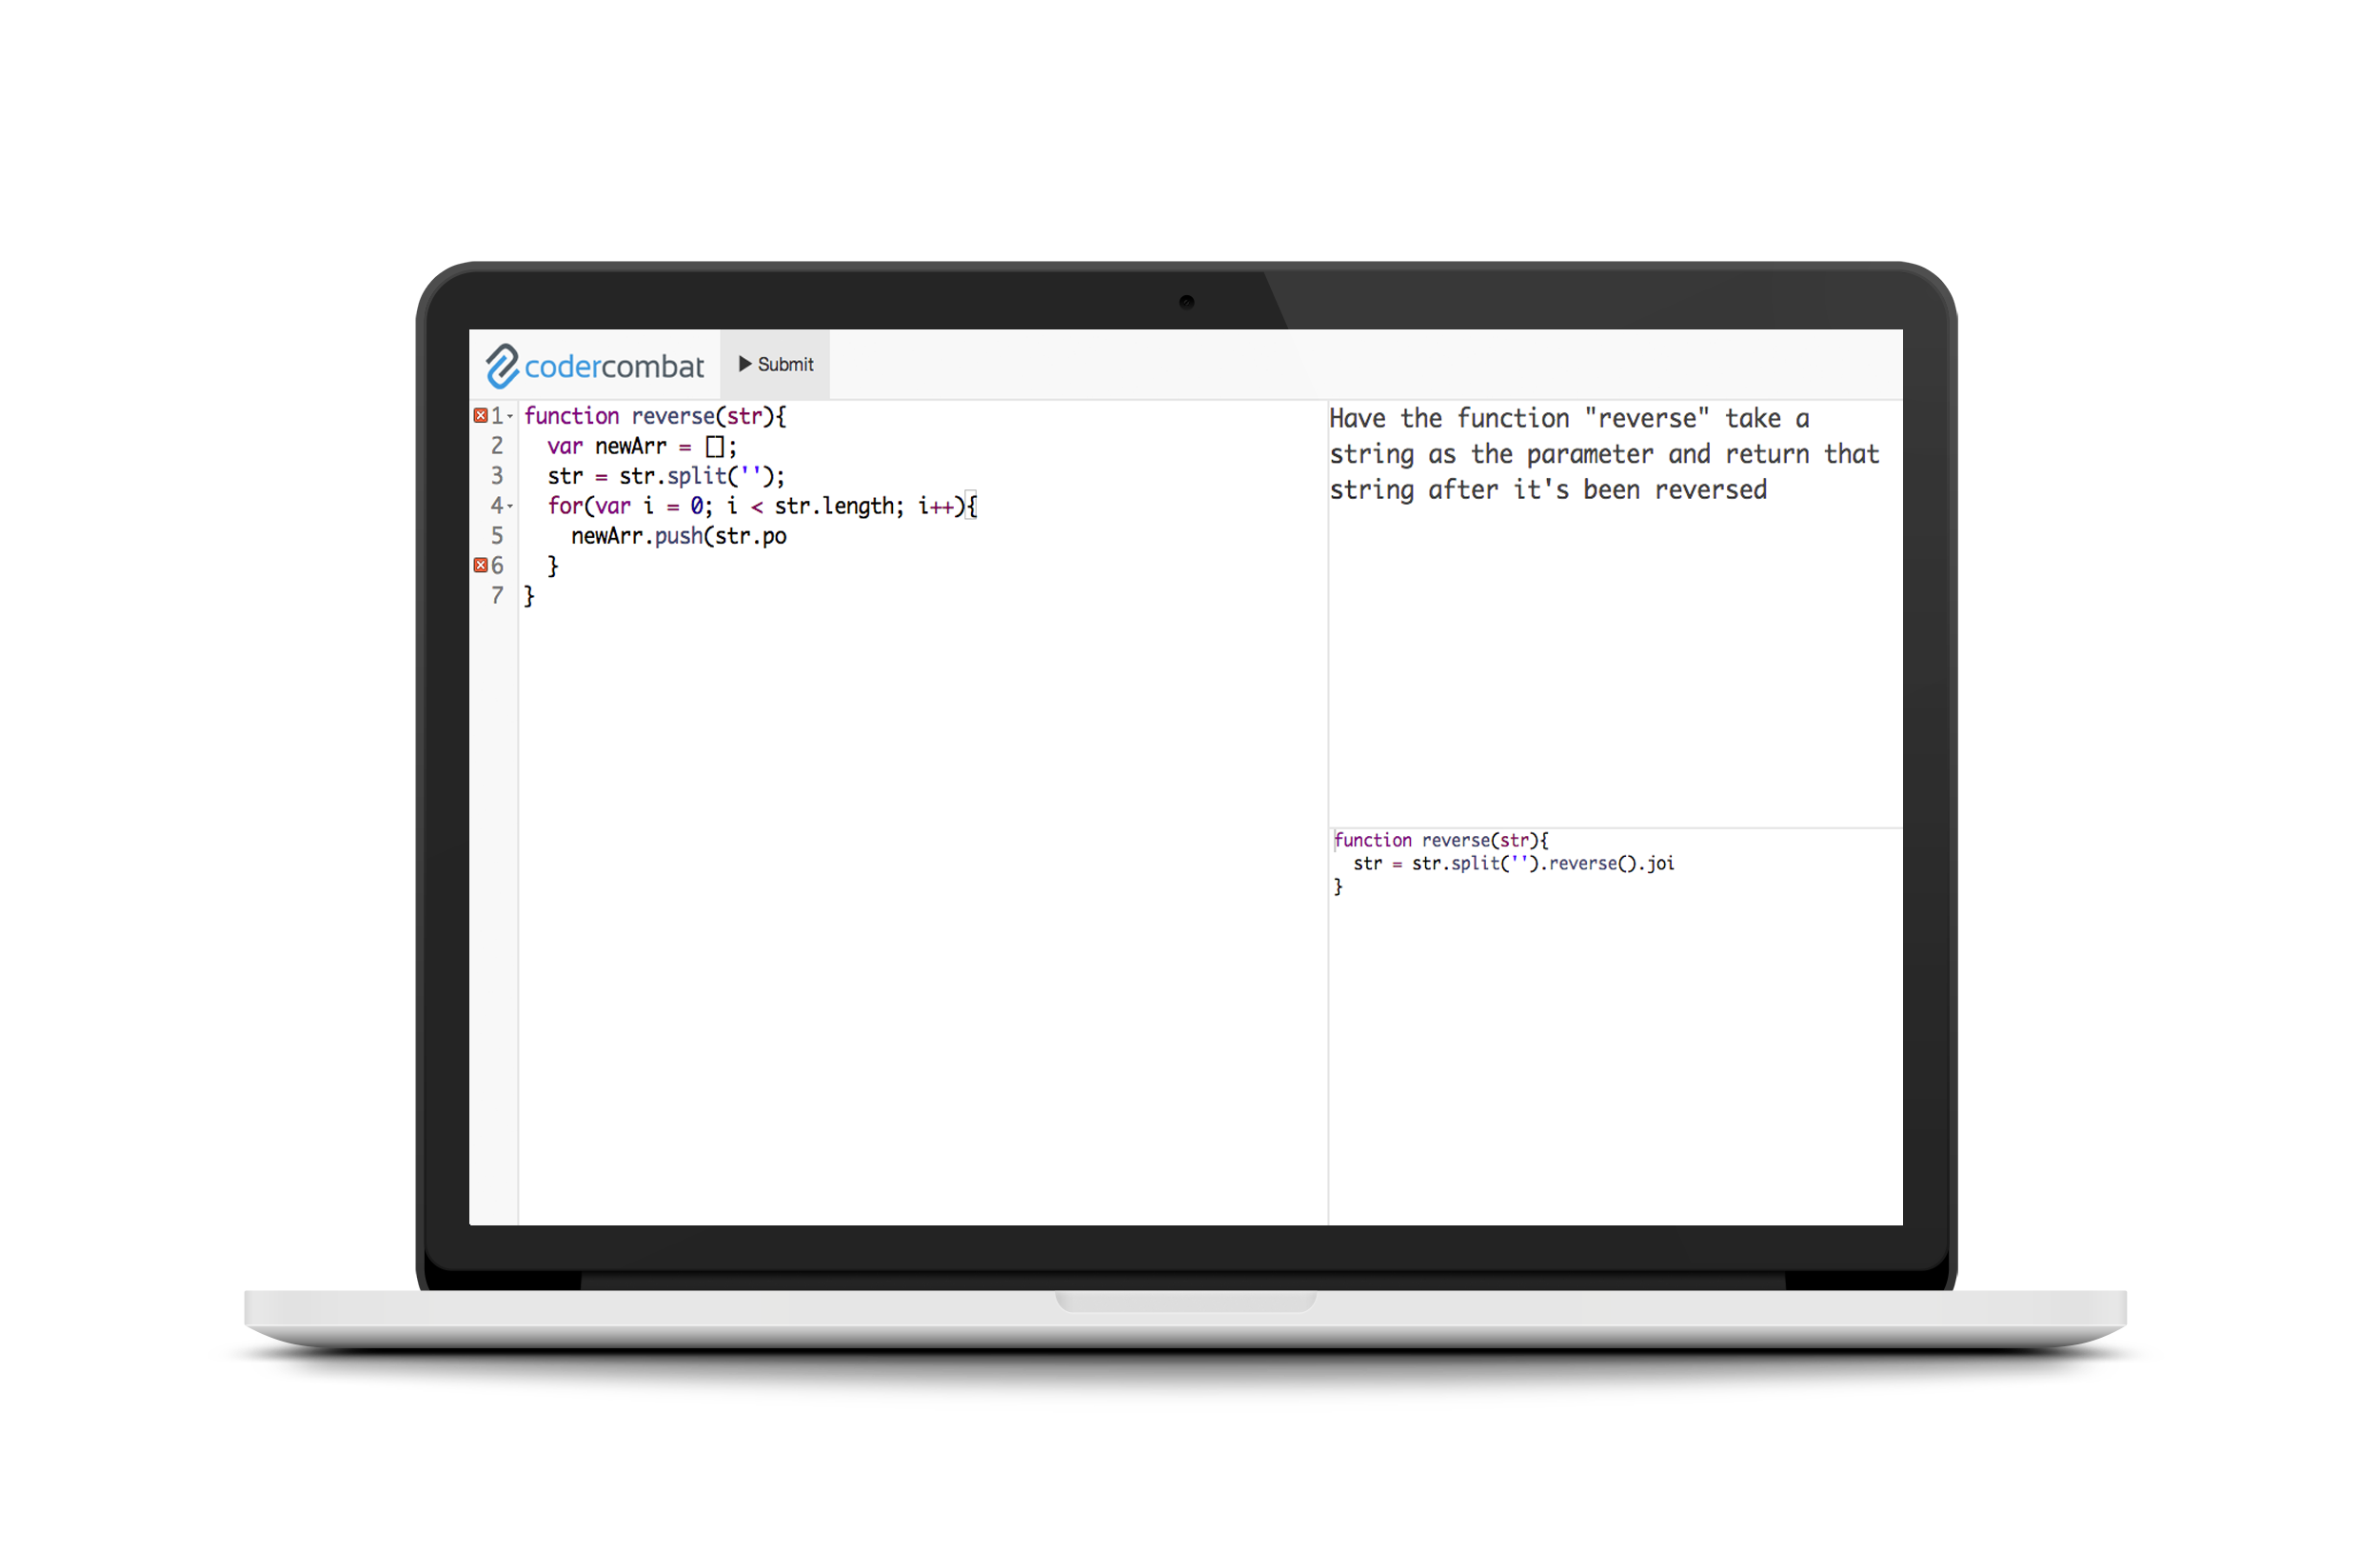 codercombat
Submit
1 function reverse(str){
2   var newArr = [];
3   str = str.split('');
4   for(var i = 0; i < str.length; i++){
5     newArr.push(str.po
6   }
7 }
Have the function "reverse" take a
string as the parameter and return that
string after it's been reversed
function reverse(str){
  str = str.split('').reverse().joi
}